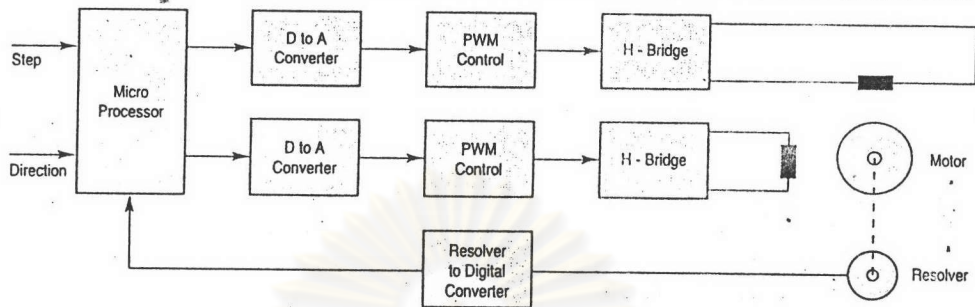 Step
Direction
Micro
Processor
D to A
Converter
PWM
Control
H - Bridge
D to A
Converter
PWM
Control
H - Bridge
Motor
Resolver
to Digital
Converter
Resolver